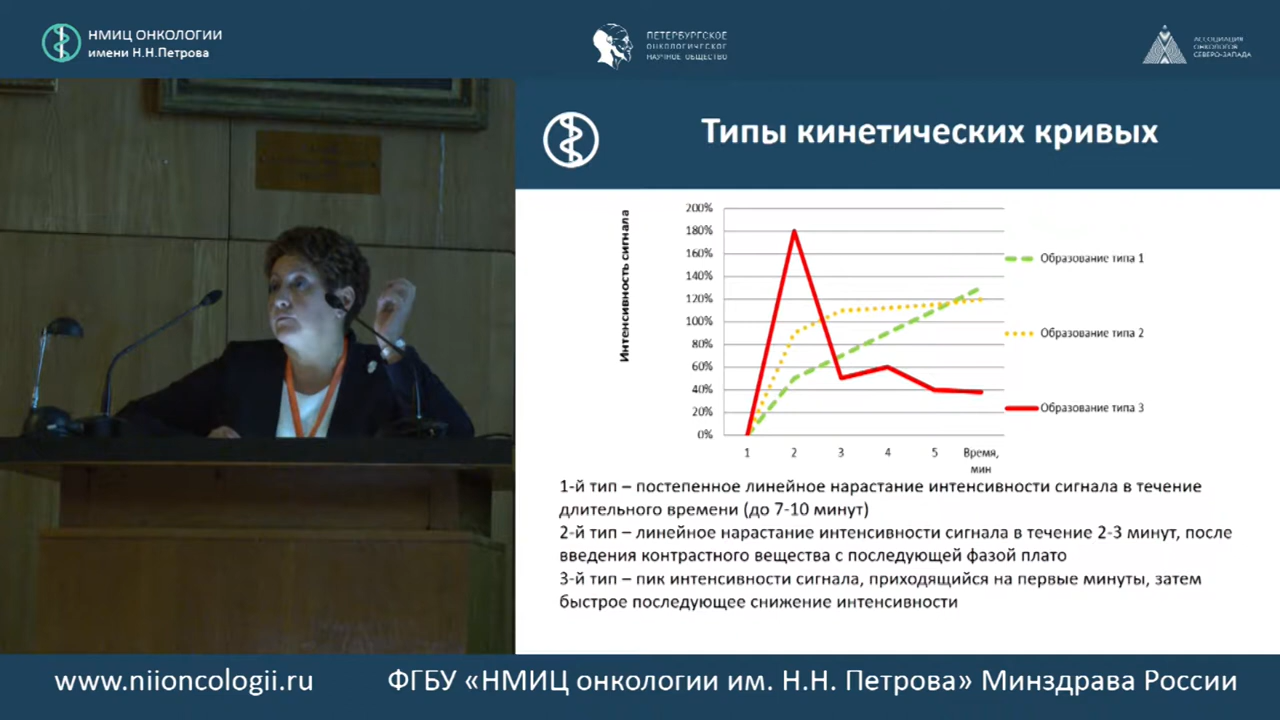 НМИЦ ОНКОЛОГИИ
имени Н.Н.Петрова
ПЕТЕРБУРГСКОЕ
ОНКОЛОГИЧЕСКОЕ
НАУЧНОЕ ОБЩЕСТВО
АССОЦИАЦИЯ
ОНКОЛОГОВ
СЕВЕРО-ЗАПАДА
Типы кинетических кривых
Интенсивность сигнала
200%
180%
160%
140%
120%
100%
80%
60%
40%
20%
0%
1 2 3 4 5 Время,
мин
Образование типа 1
Образование типа 2
Образование типа 3
1-й тип – постепенное линейное нарастание интенсивности сигнала в течение
длительного времени (до 7-10 минут)
2-й тип – линейное нарастание интенсивности сигнала в течение 2-3 минут, после
введения контрастного вещества с последующей фазой плато
3-й тип – пик интенсивности сигнала, приходящийся на первые минуты, затем
быстрое последующее снижение интенсивности
www.niioncologii.ru ФГБУ «НМИЦ онкологии им. Н.Н. Петрова» Минздрава России